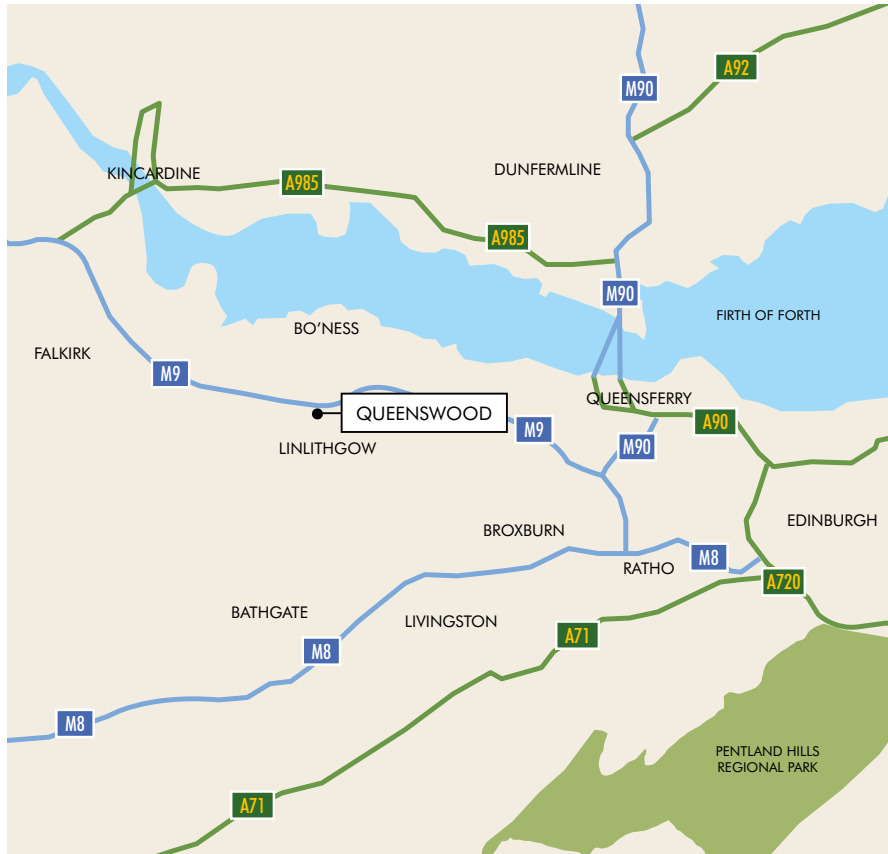 A92
M90
KINCARDINE
DUNFERMLINE
A985
A985
M90
FIRTH OF FORTH
BO'NESS
FALKIRK
M9
QUEENSFERRY
QUEENSWOOD
A90
M9
M90
LINLITHGOW
EDINBURGH
BROXBURN
M8
RATHO
A720
BATHGATE
LIVINGSTON
A71
M8
M8
PENTLAND HILLS
REGIONAL PARK
A71